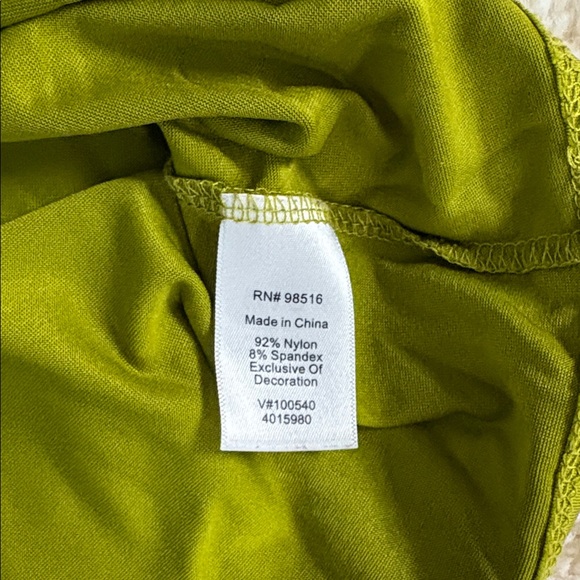 RN# 98516
Made in China
92% Nylon
8% Spandex
Exclusive Of
Decoration
V#100540
4015980